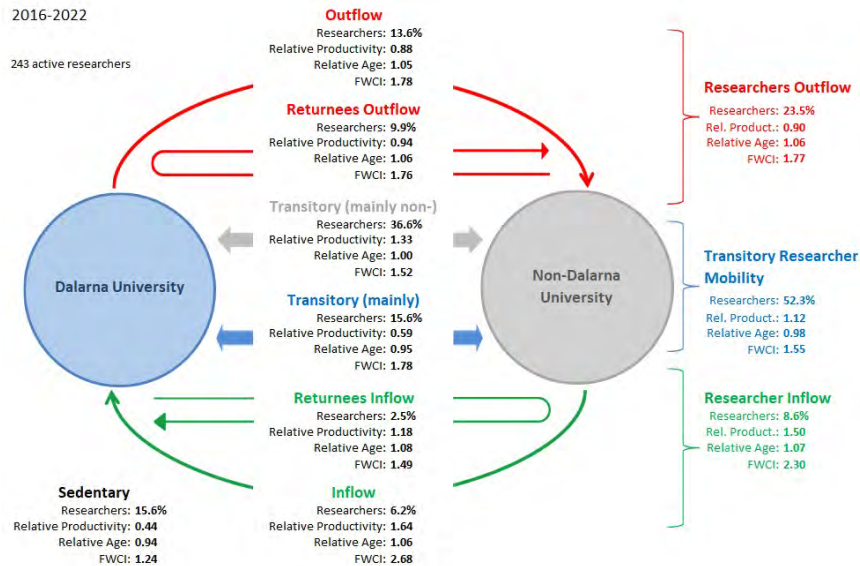 2016-2022
243 active researchers
Outflow
Researchers: 13.6%
Relative Productivity: 0.88
Relative Age: 1.05
FWCI: 1.78
Returnees Outflow
Researchers: 9.9%
Relative Productivity: 0.94
Relative Age: 1.06
FWCI: 1.76
Transitory (mainly non-)
Researchers: 36.6%
Relative Productivity: 1.33
Relative Age: 1.00
FWCI: 1.52
Dalarna University
Non-Dalarna
University
Transitory (mainly)
Researchers: 15.6%
Relative Productivity: 0.59
Relative Age: 0.95
FWCI: 1.78
Returnees Inflow
Researchers: 2.5%
Relative Productivity: 1.18
Relative Age: 1.08
FWCI: 1.49
Sedentary
Researchers: 15.6%
Relative Productivity: 0.44
Relative Age: 0.94
FWCI: 1.24
Inflow
Researchers: 6.2%
Relative Productivity: 1.64
Relative Age: 1.06
FWCI: 2.68
Researchers Outflow
Researchers: 23.5%
Rel. Product.: 0.90
Relative Age: 1.06
FWCI: 1.77
Transitory Researcher
Mobility
Researchers: 52.3%
Rel. Product.: 1.12
Relative Age: 0.98
FWCI: 1.55
Researcher Inflow
Researchers: 8.6%
Rel. Product.: 1.50
Relative Age: 1.07
FWCI: 2.30